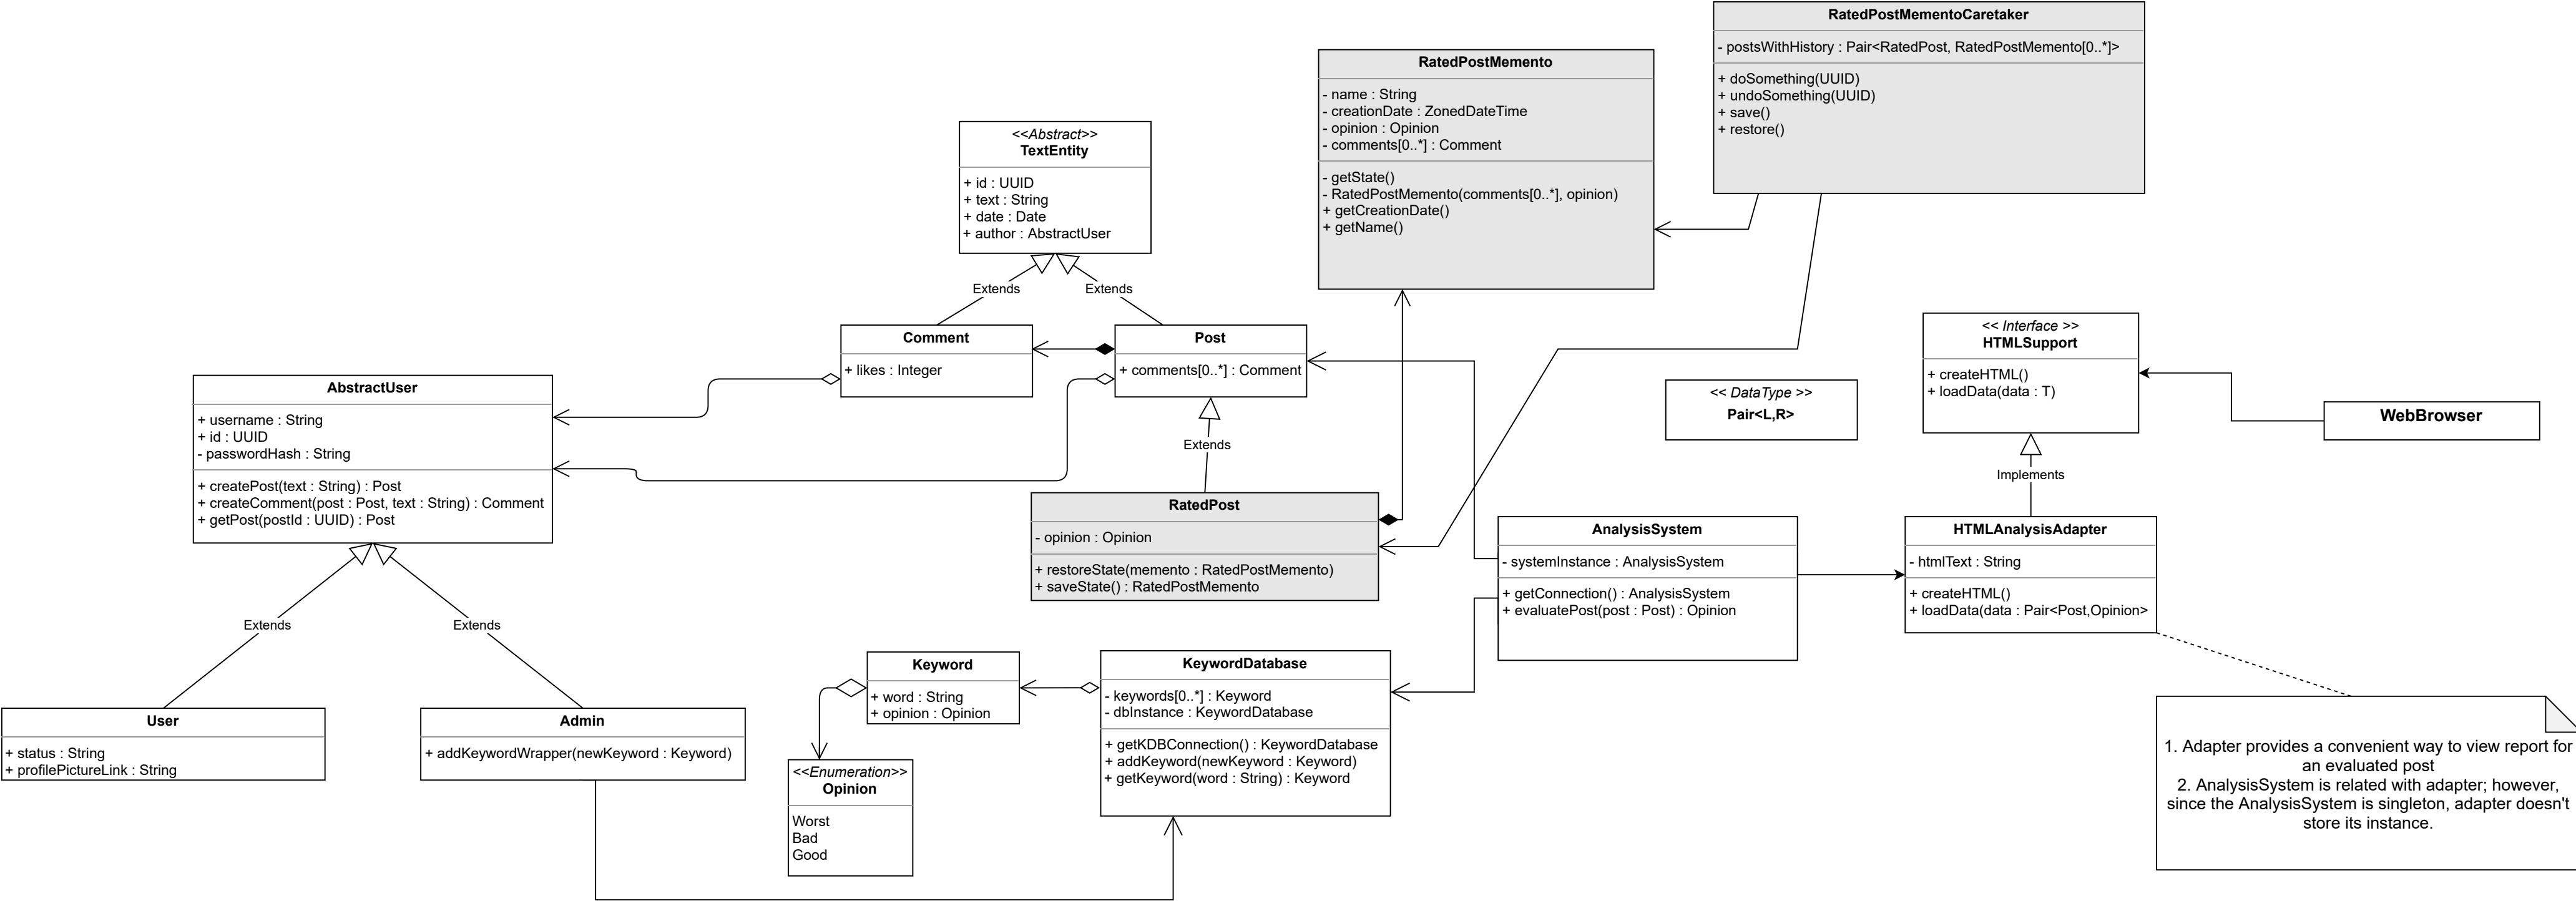 RatedPostMementoCaretaker
- postsWithHistory : Pair<RatedPost, RatedPostMemento[0..*]>
+ doSomething(UUID)
+ undoSomething(UUID)
+ save()
+ restore()
RatedPostMemento
- name : String
- creationDate : ZonedDateTime
- opinion : Opinion
- comments[0..*] : Comment
- getState()
- RatedPostMemento(comments[0..*], opinion)
+ getCreationDate()
+ getName()
<<Abstract>>
TextEntity
+ id : UUID
+ text : String
+ date : Date
+ author : AbstractUser
Extends
Extends
Comment
+ likes : Integer
Post
+ comments[0..*] : Comment
<< Interface >>
HTMLSupport
+ createHTML()
+ loadData(data : T)
<< DataType >>
Pair<L,R>
WebBrowser
AbstractUser
+ username : String
+ id : UUID
- passwordHash : String
+ createPost(text : String) : Post
+ createComment(post : Post, text : String) : Comment
+ getPost(postId : UUID) : Post
Extends
Implements
RatedPost
- opinion : Opinion
+ restoreState(memento : RatedPostMemento)
+ saveState() : RatedPostMemento
AnalysisSystem
- systemInstance : AnalysisSystem
+ getConnection() : AnalysisSystem
+ evaluatePost(post : Post) : Opinion
HTMLAnalysisAdapter
- htmlText : String
+ createHTML()
+ loadData(data : Pair<Post,Opinion>
Extends
Extends
User
+ status : String
+ profilePictureLink : String
Admin
+ addKeywordWrapper(newKeyword : Keyword)
Keyword
+ word : String
+ opinion : Opinion
KeywordDatabase
- keywords[0..*] : Keyword
- dbInstance : KeywordDatabase
+ getKDBConnection() : KeywordDatabase
+ addKeyword(newKeyword : Keyword)
+ getKeyword(word : String) : Keyword
<<Enumeration>>
Opinion
Worst
Bad
Good
1. Adapter provides a convenient way to view report for
an evaluated post
2. AnalysisSystem is related with adapter; however,
since the AnalysisSystem is singleton, adapter doesn't
store its instance.